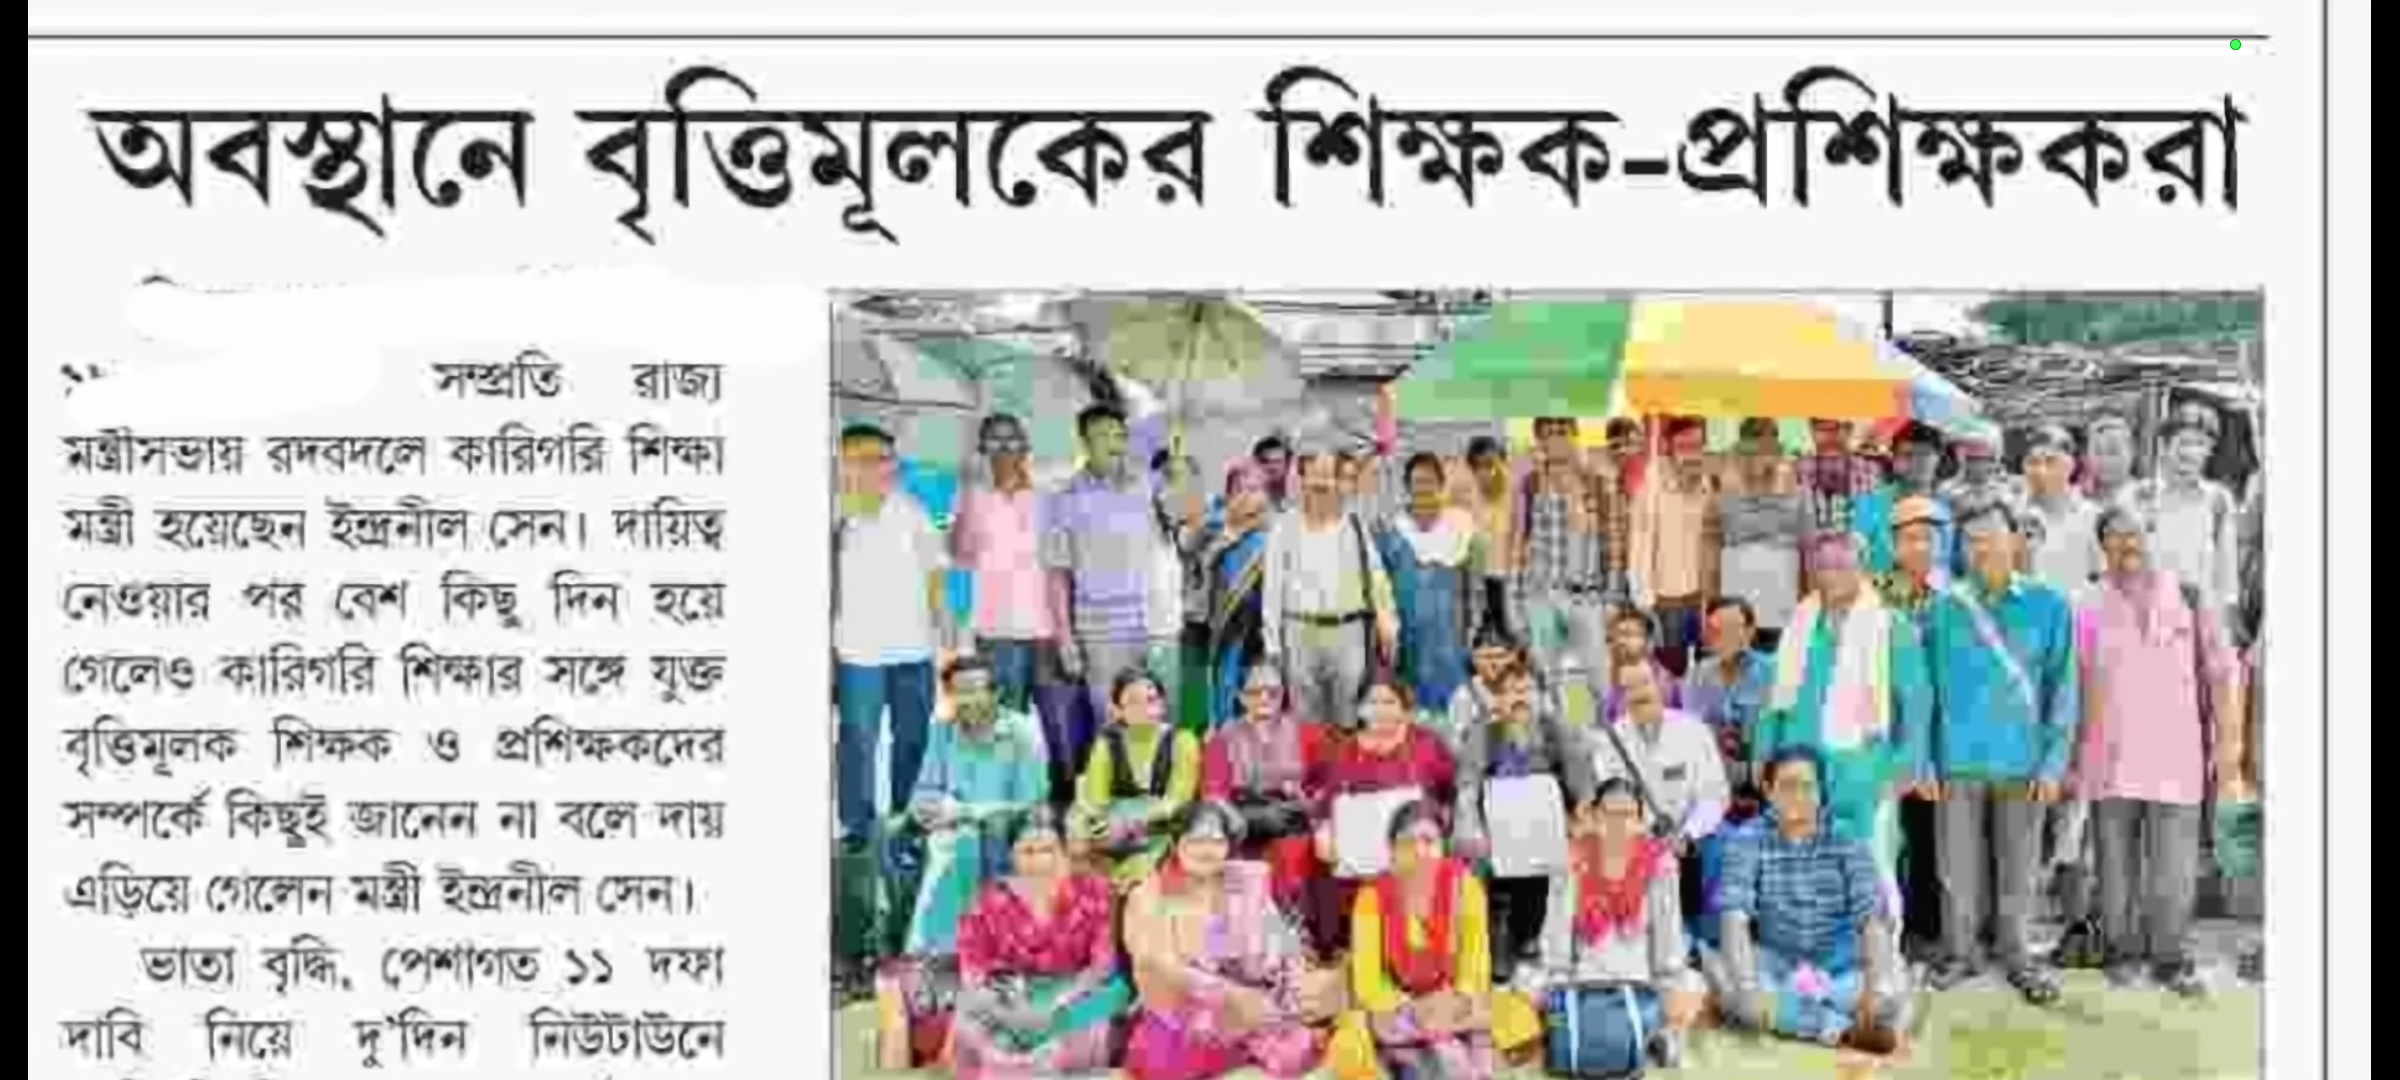 অবস্থানে বৃত্তিমূলকের শিক্ষক-প্রশিক্ষকরা
সম্প্রতি রাজ্য
মন্ত্রীসভায় রদবদলে কারিগরি শিক্ষা
মন্ত্রী হয়েছেন ইন্দ্রনীল সেন। দায়িত্ব
নেওয়ার পর বেশ কিছু দিন হয়ে
গেলেও কারিগরি শিক্ষার সঙ্গে যুক্ত
বৃত্তিমূলক শিক্ষক ও প্রশিক্ষকদের
সম্পর্কে কিছুই জানেন না বলে দায়
এড়িয়ে গেলেন মন্ত্রী ইন্দ্রনীল সেন।
ভাতা বৃদ্ধি, পেশাগত ১১ দফা
দাবি নিয়ে দু'দিন নিউটাউনে